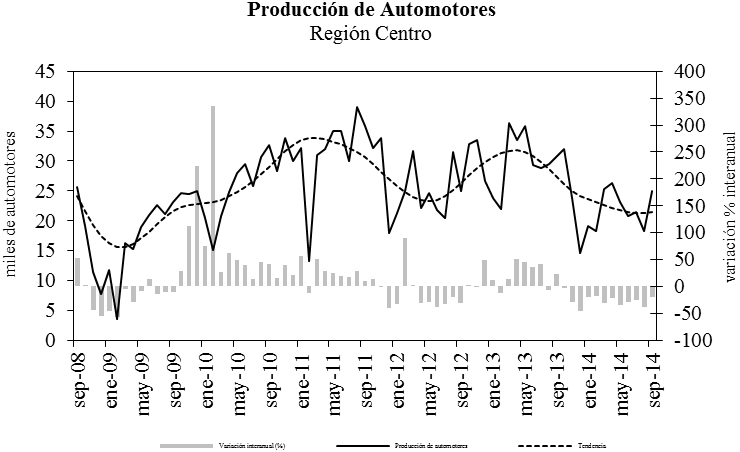 Producción de Automotores
Región Centro
miles de automotores
45
40
35
30
25
20
15
10
5
0
400
350
300
250
200
150
100
50
0
-50
-100
variación % interanual
sep-08
ene-09
may-09
sep-09
ene-10
may-10
sep-10
ene-11
may-11
sep-11
ene-12
may-12
sep-12
ene-13
may-13
sep-13
ene-14
may-14
sep-14
Variación interanual (%)
Producción de automotores
Tendencia